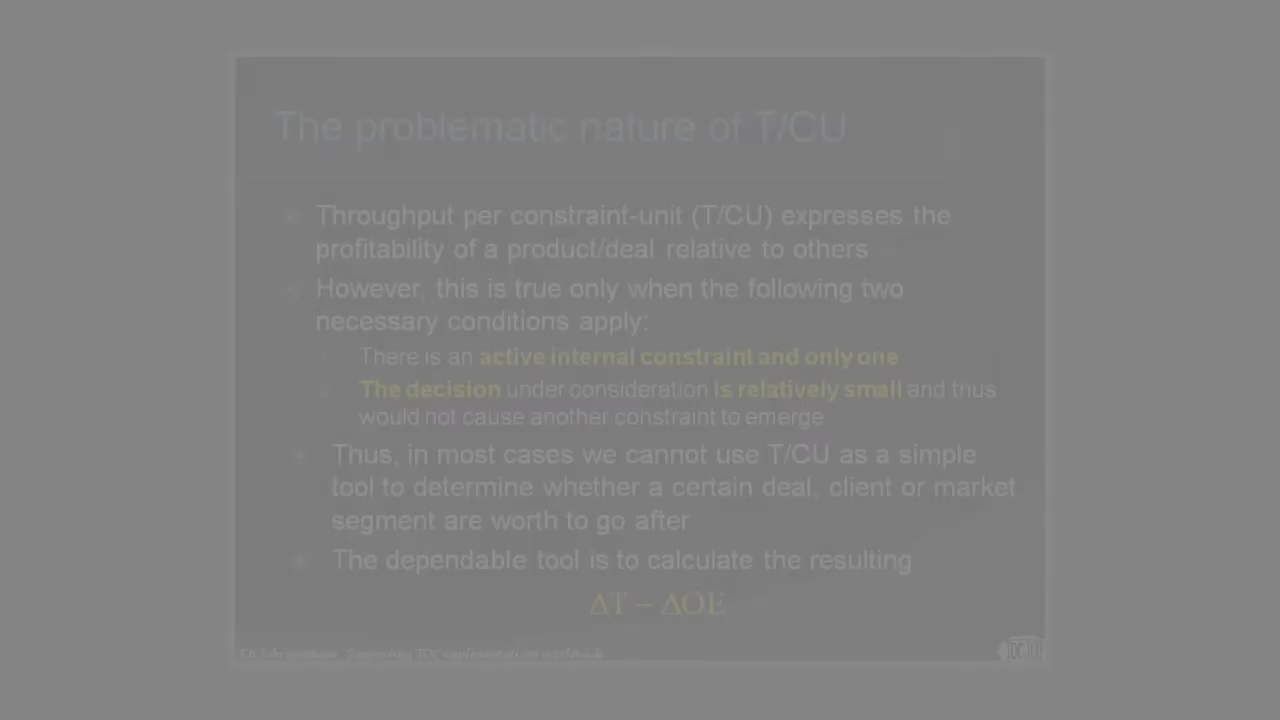 The problematic nature of T/CU
Throughput per constraint-unit (T/CU) expresses the
profitability of a product/deal relative to others
However, this is true only when the following two
necessary conditions apply:
There is an active internal constraint and only one
The decision under consideration is relatively small and thus
would not cause another constraint to emerge
Thus, in most cases we cannot use T/CU as a simple
tool to determine whether a certain deal, client or market
segment are worth to go after
The dependable tool is to calculate the resulting
ΔT – ΔOE